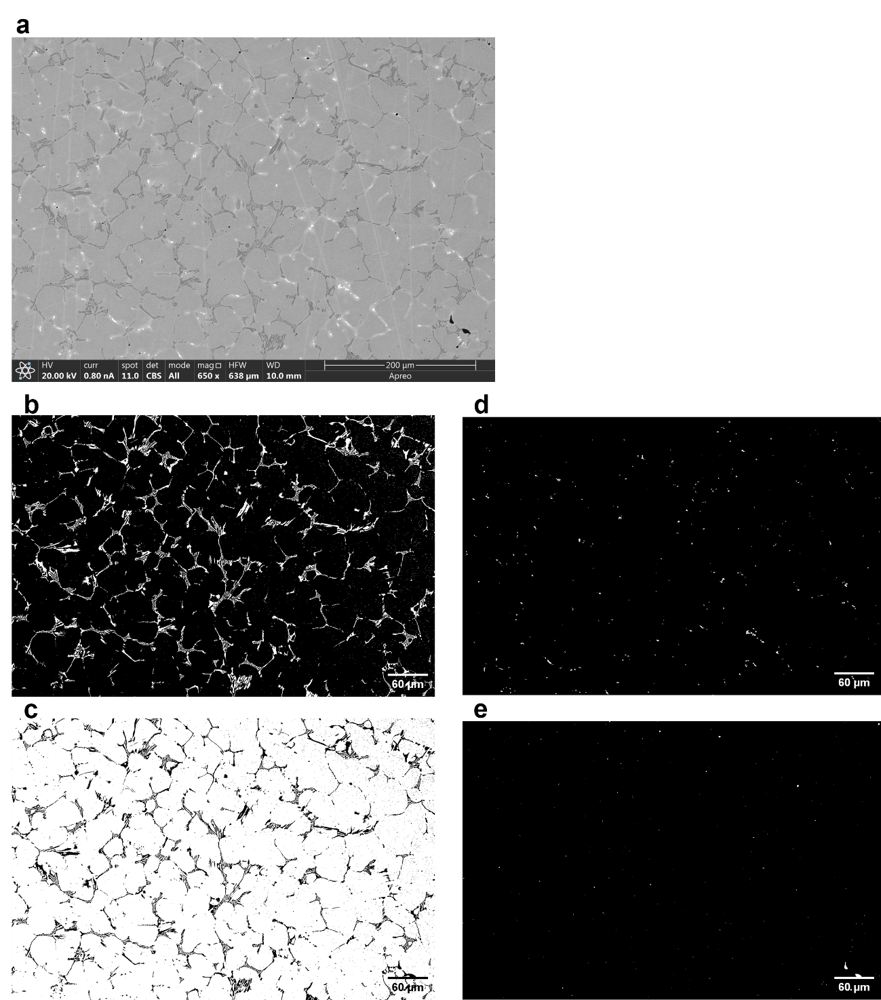 a
HV curr spot det mode mag HFW WD 200 µm
20.00 kV 0.80 nA 11.0 CBS All 650 x 638 µm 10.0 mm Apreo
b
d
60 µm
60 µm
c
e
60 µm
60 µm